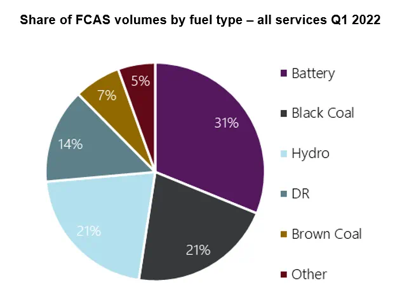 Share of FCAS volumes by fuel type – all services Q1 2022
5%
7%
14%
31%
21%
21%
Battery
Black Coal
Hydro
DR
Brown Coal
Other